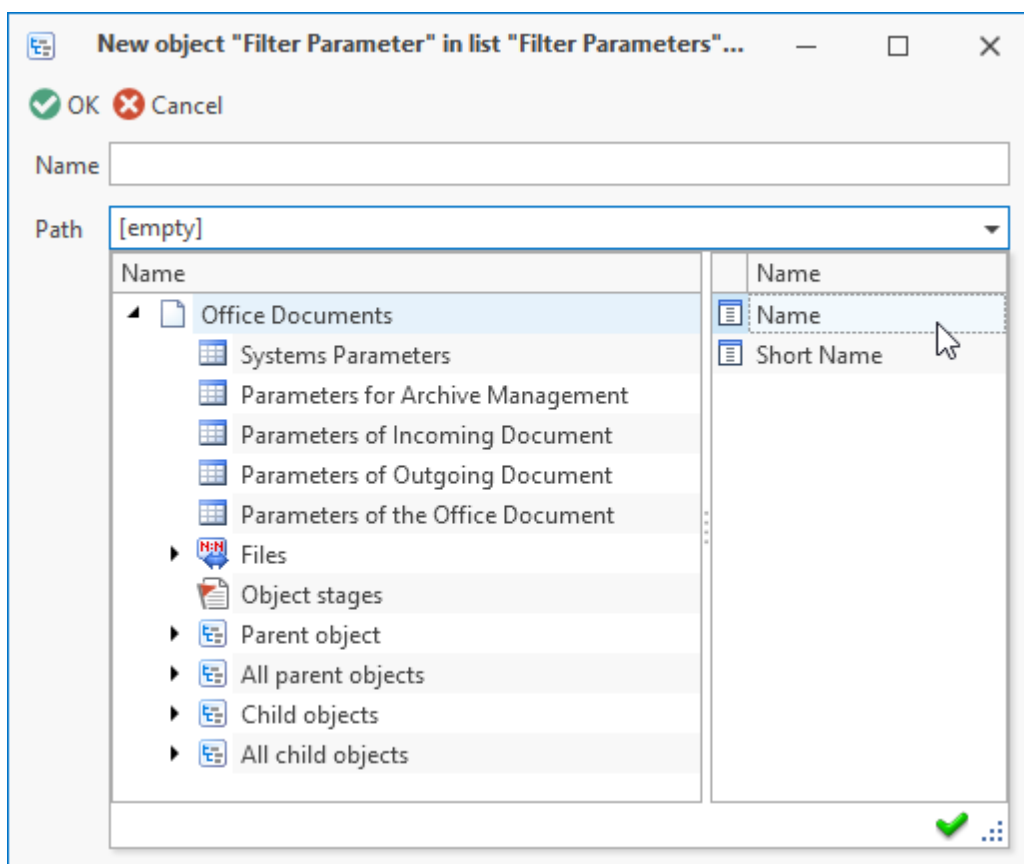 New object "Filter Parameter" in list "Filter Parameters"...
OK Cancel
Name
Path [empty]
Name Name
Office Documents Name
Systems Parameters Short Name
Parameters for Archive Management
Parameters of Incoming Document
Parameters of Outgoing Document
Parameters of the Office Document
N:N Files
Object stages
Parent object
All parent objects
Child objects
All child objects